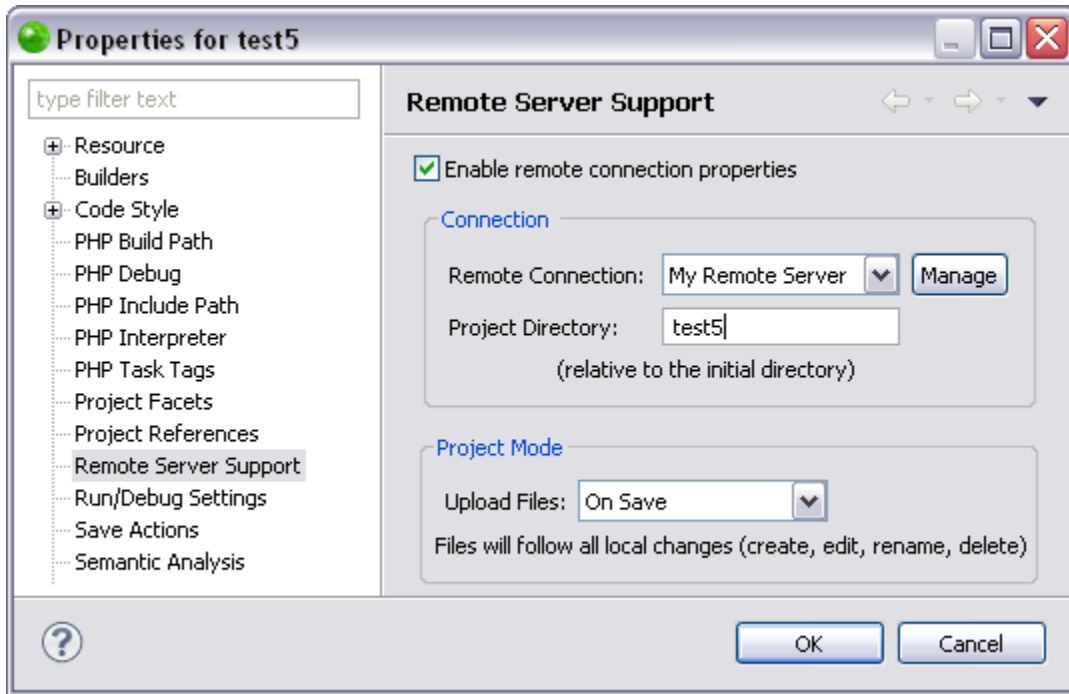 Properties for test5
type filter text
Resource
Builders
Code Style
PHP Build Path
PHP Debug
PHP Include Path
PHP Interpreter
PHP Task Tags
Project Facets
Project References
Remote Server Support
Run/Debug Settings
Save Actions
Semantic Analysis
Remote Server Support
Enable remote connection properties
Connection
Remote Connection: My Remote Server Manage
Project Directory: test5
(relative to the initial directory)
Project Mode
Upload Files: On Save
Files will follow all local changes (create, edit, rename, delete)
? OK Cancel